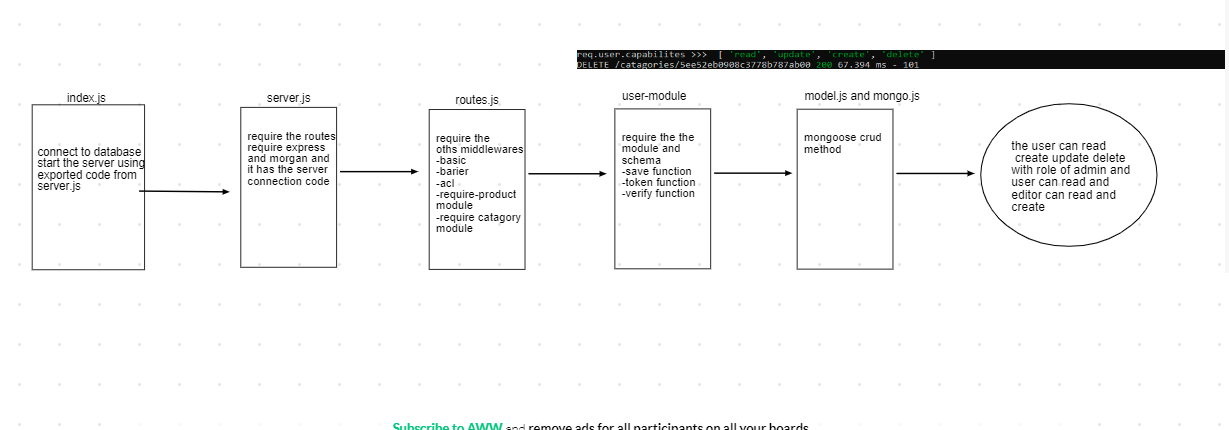 req.user.capabilites >>>  [ 'read', 'update', 'create', 'delete' ]
DELETE /catagories/5ee52eb0908c3778b787ab00 200 67.394 ms - 101
index.js
connect to database
start the server using
exported code from
server.js
server.js
require the routes
require express
and morgan and
it has the server
connection code
routes.js
require the
oths middlewares
-basic
-barier
-acl
-require-product
module
-require catagory
module
user-module
require the the
module and
schema
-save function
-token function
-verify function
model.js and mongo.js
mongoose crud
method
the user can read
create update delete
with role of admin and
user can read and
editor can read and
create
Subscribe to AWW and remove ads for all participants on all your boards